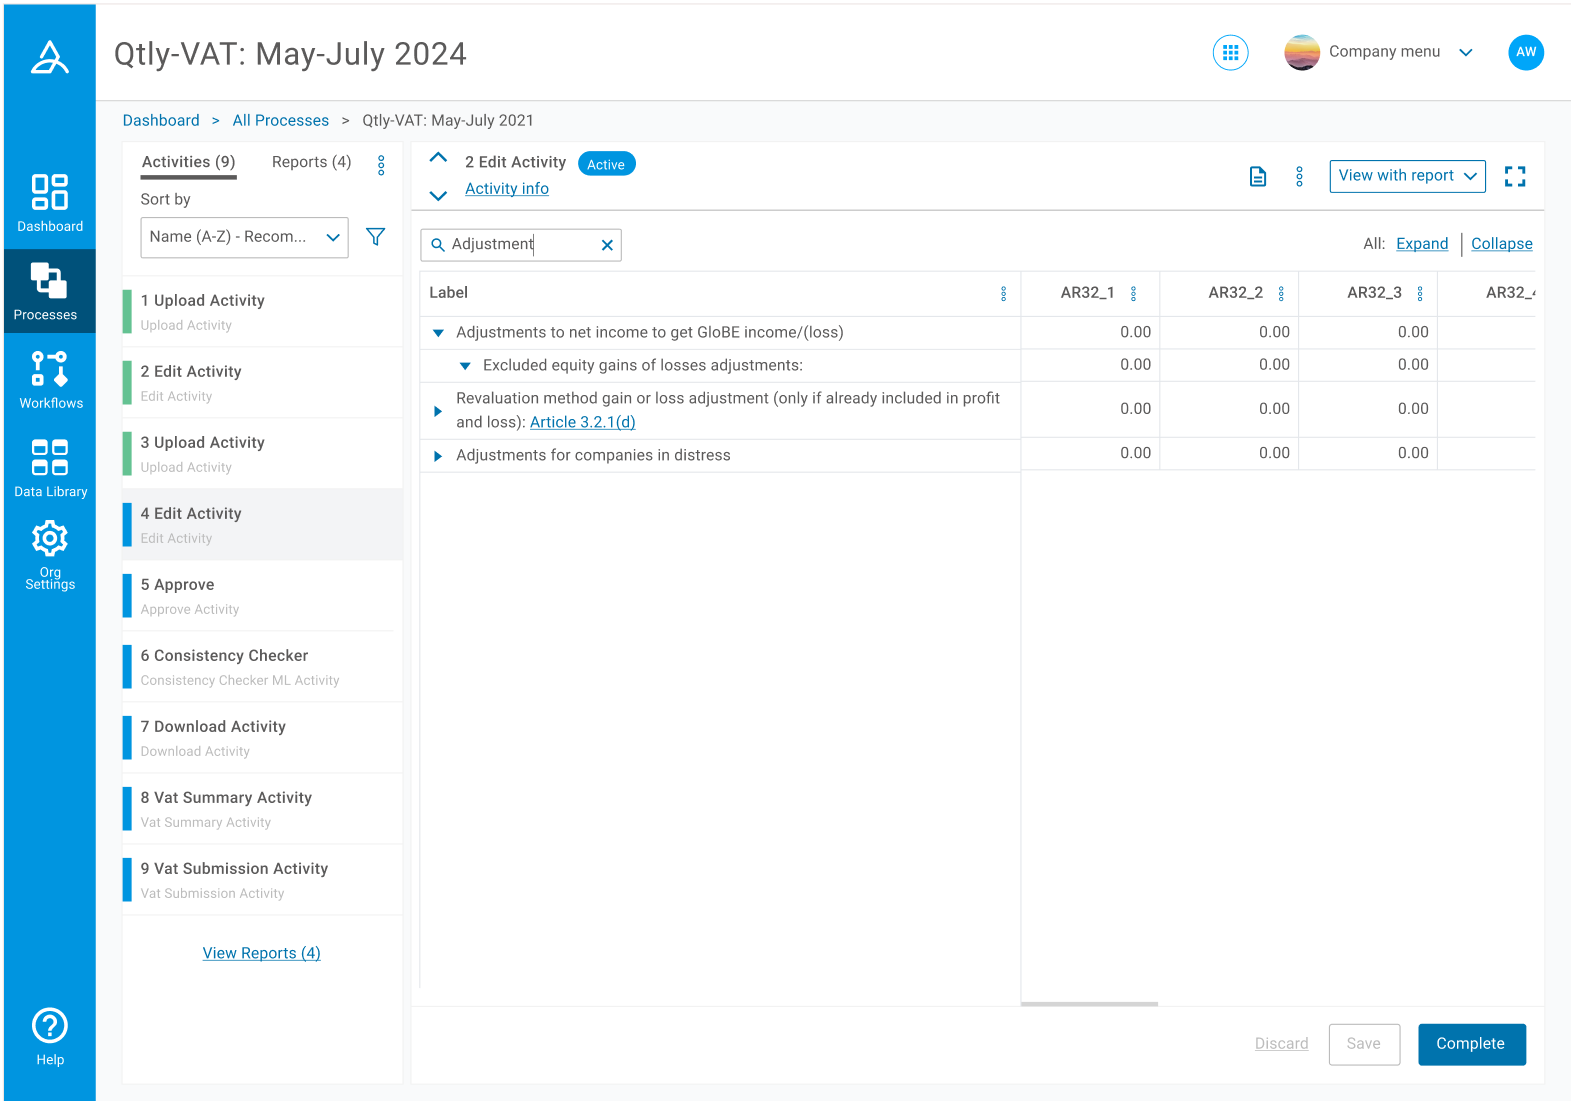 Qtly-VAT: May-July 2024
Company menu
AW
Dashboard > All Processes > Qtly-VAT: May-July 2021
Dashboard
Processes
Workflows
Data Library
Org
Settings
Help
Activities (9)
Reports (4)
Sort by
Name (A-Z) - Recom...
1 Upload Activity
Upload Activity
2 Edit Activity
Edit Activity
3 Upload Activity
Upload Activity
4 Edit Activity
Edit Activity
5 Approve
Approve Activity
6 Consistency Checker
Consistency Checker ML Activity
7 Download Activity
Download Activity
8 Vat Summary Activity
Vat Summary Activity
9 Vat Submission Activity
Vat Submission Activity
View Reports (4)
2 Edit Activity Active
Activity info
View with report
Adjustment
All: Expand | Collapse
Label AR32_1 AR32_2 AR32_3 AR32_4
Adjustments to net income to get GloBE income/(loss) 0.00 0.00 0.00
Excluded equity gains of losses adjustments: 0.00 0.00 0.00
Revaluation method gain or loss adjustment (only if already included in profit
and loss): Article 3.2.1(d) 0.00 0.00 0.00
Adjustments for companies in distress 0.00 0.00 0.00
Discard
Save
Complete